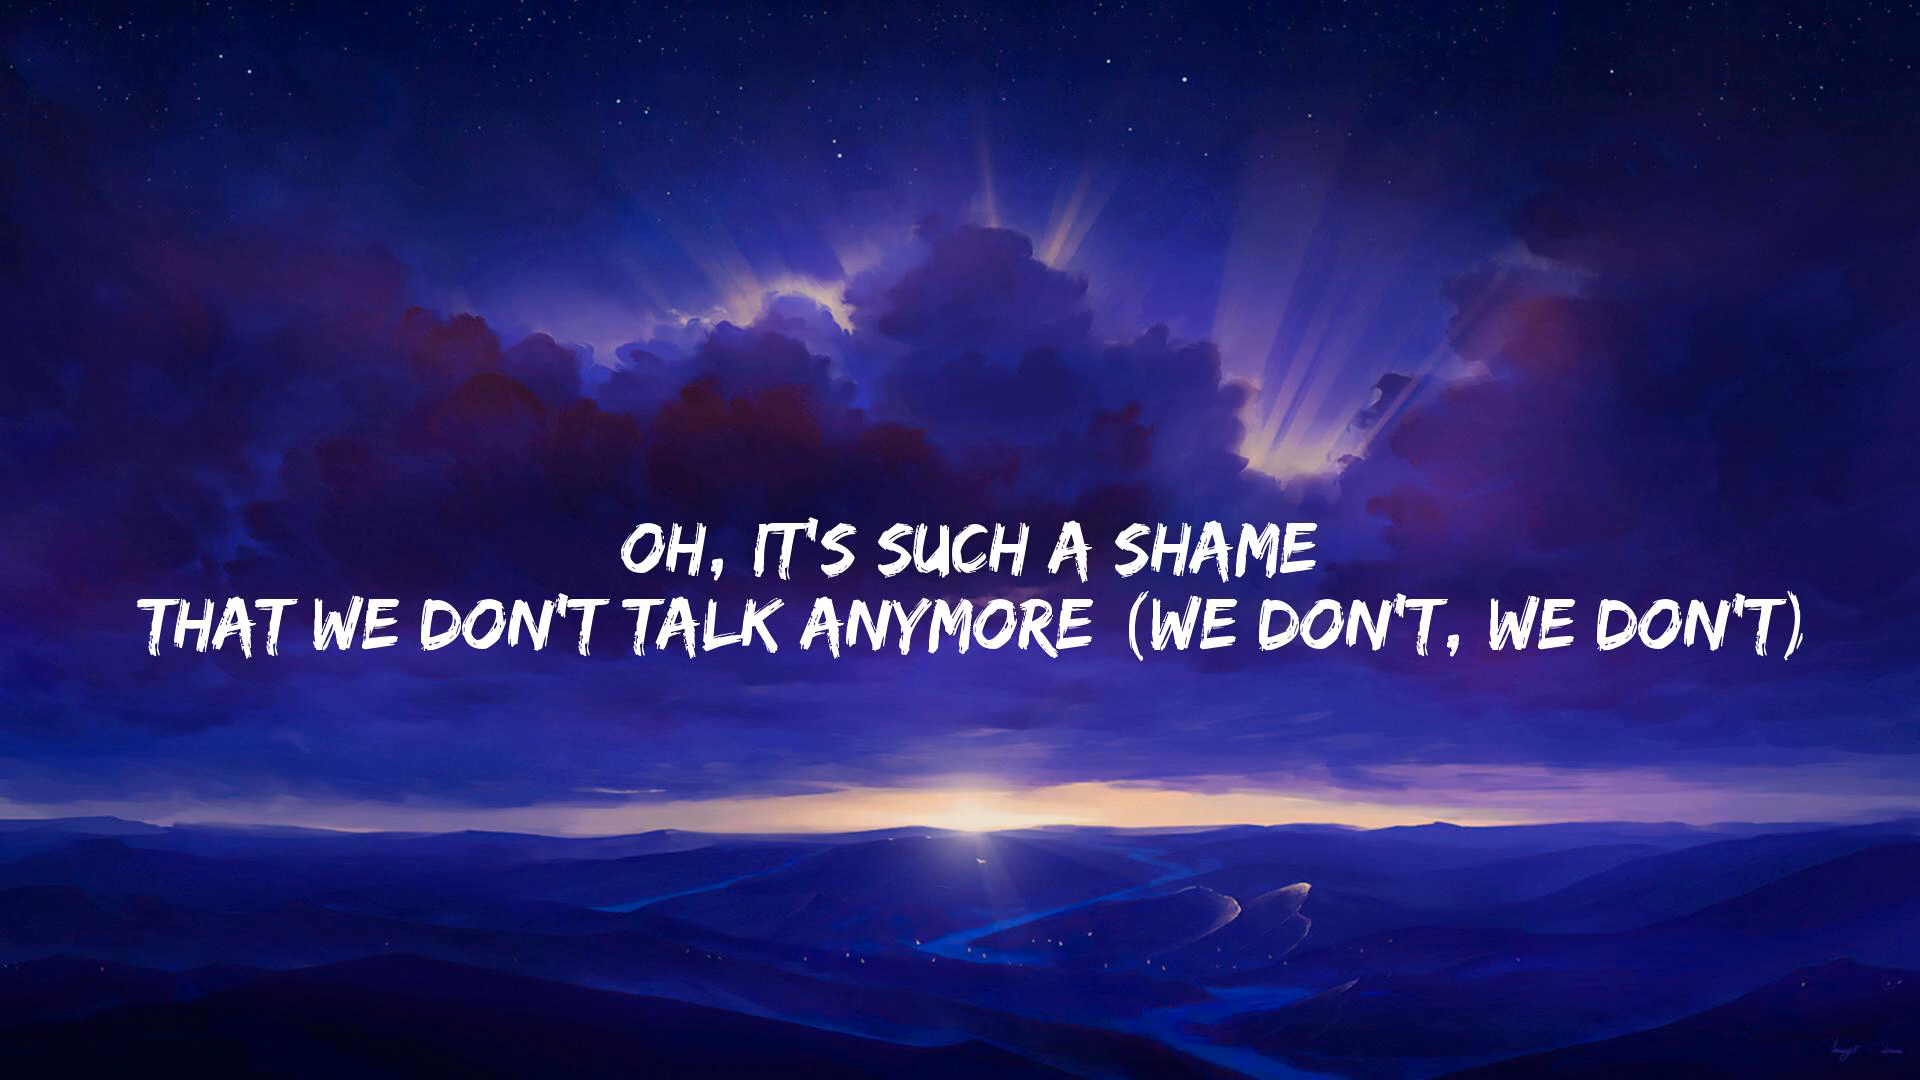 OH, IT'S SUCH A SHAME
THAT WE DON'T TALK ANYMORE (WE DON'T, WE DON'T)